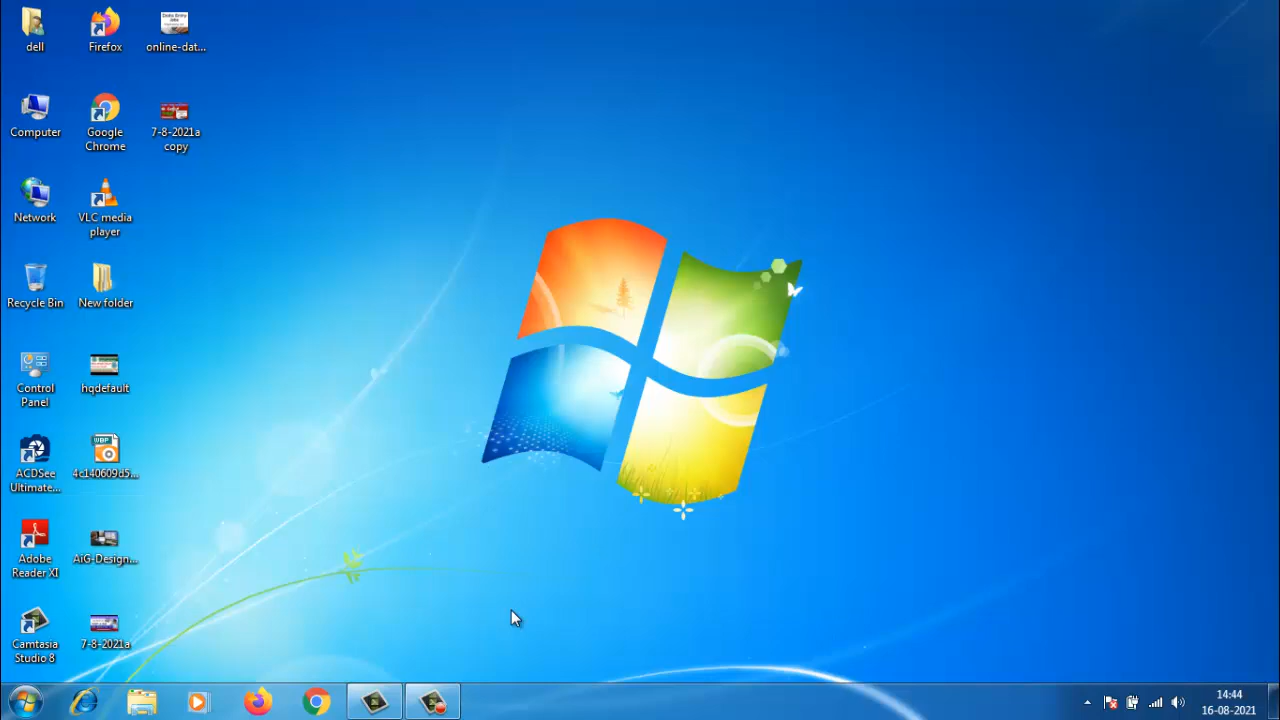 dell
Firefox
online-dat...
Computer
Google
Chrome
7-8-2021a
copy
Network
VLC media
player
Recycle Bin
New folder
Control
Panel
hqdefault
ACDSee
Ultimate...
WBP
4c140609d5...
Adobe
Reader XI
AiG-Design...
Camtasia
Studio 8
7-8-2021a
14:44
16-08-2021